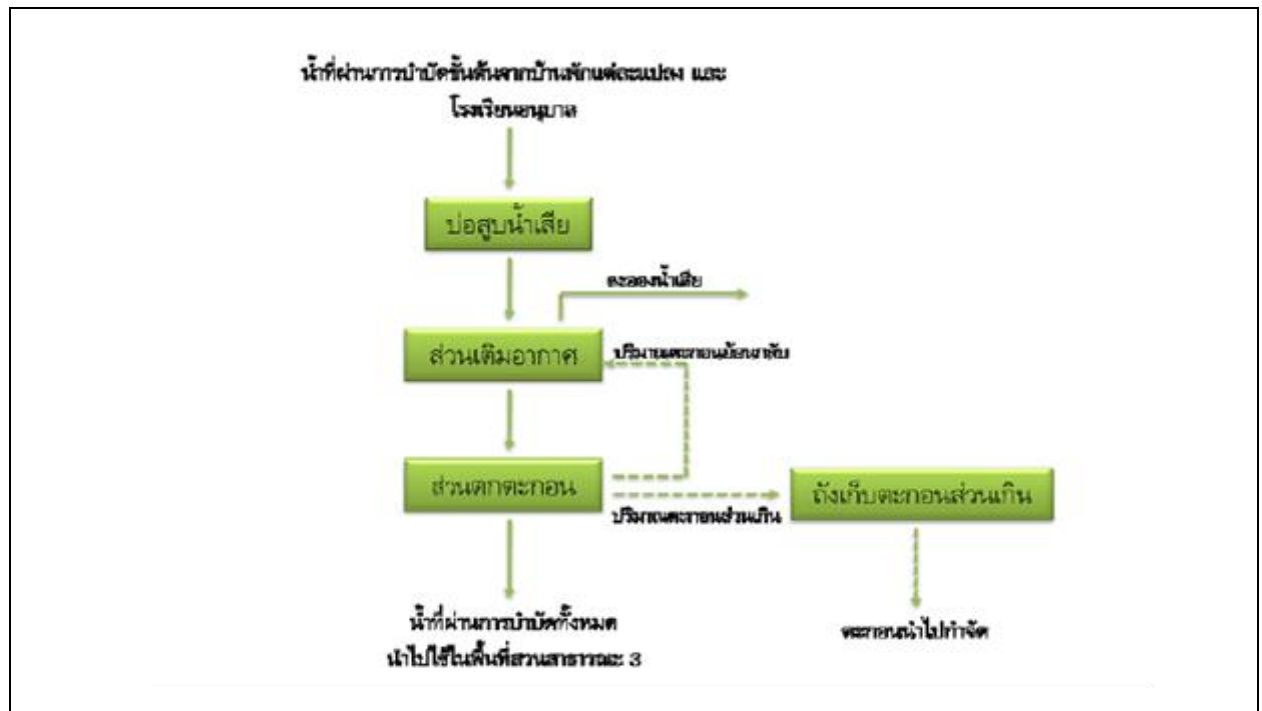 น้ำที่ผ่านการบำบัดขั้นต้นจากบ้านพักแต่ละแปลง และ
โรงเรียนอนุบาล
บ่อสูบน้ำเสีย
ละอองน้ำเสีย
ส่วนเติมอากาศ
ปริมาณตะกอนย้อนกลับ
ส่วนตกตะกอน
ถังเก็บตะกอนส่วนเกิน
ปริมาณตะกอนส่วนเกิน
น้ำที่ผ่านการบำบัดทั้งหมด
นำไปใช้ในพื้นที่สวนสาธารณะ 3
ตะกอนนำไปกำจัด